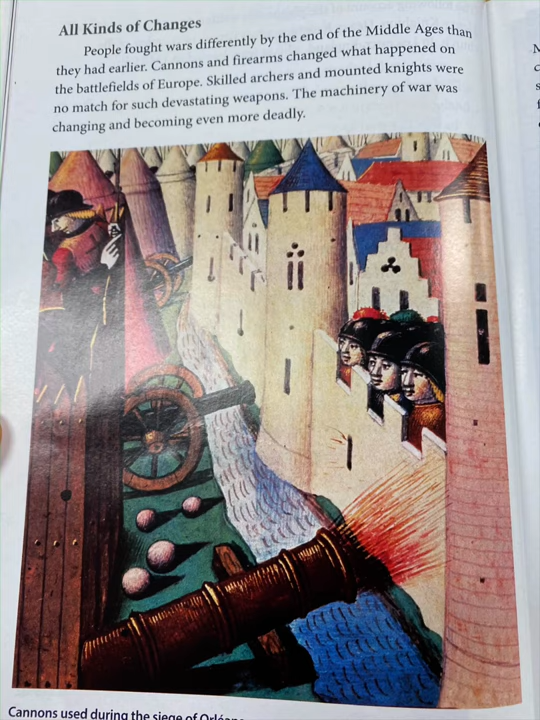 All Kinds of Changes
People fought wars differently by the end of the Middle Ages than
they had earlier. Cannons and firearms changed what happened on
the battlefields of Europe. Skilled archers and mounted knights were
no match for such devastating weapons. The machinery of war was
changing and becoming even more deadly.
Cannons used during the siege of